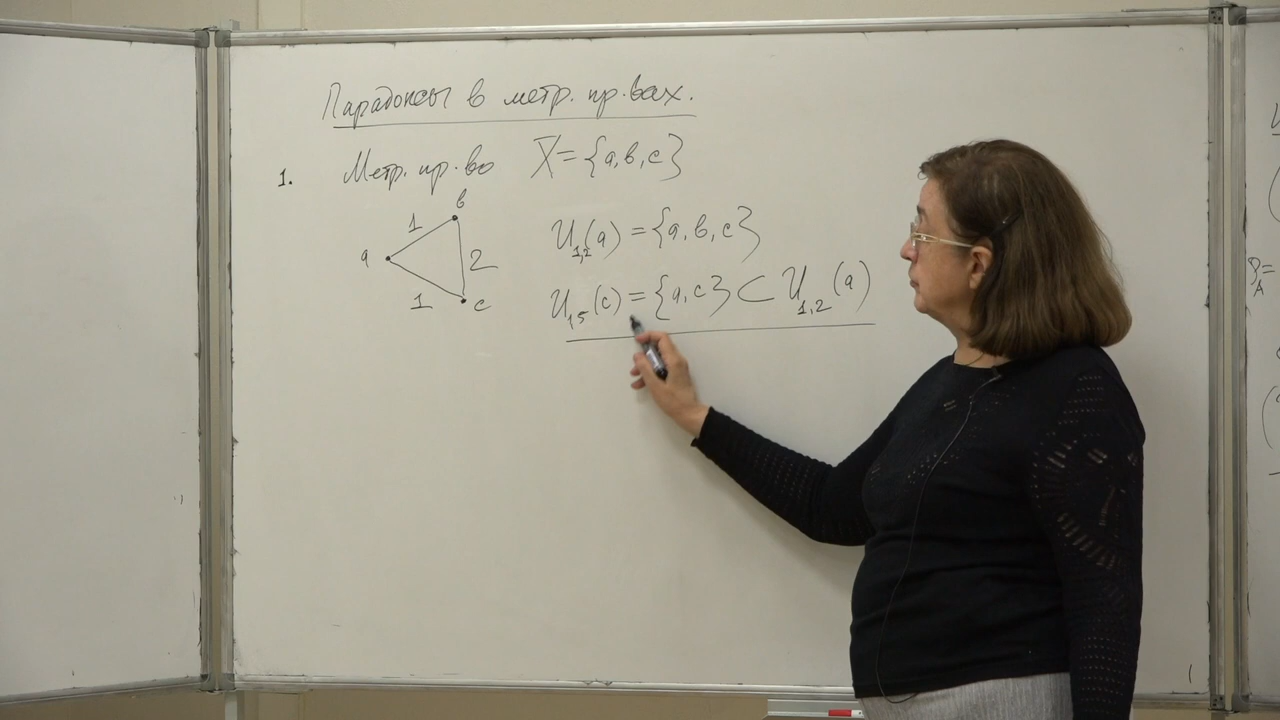 Парадоксы в метр. пр-вах.
1. Метр. пр-во X = {a, b, c}
b
1
a
2
1
c
U₁,₂(a) = {a, b, c}
U₁,₅(c) = {a, c} ⊂ U₁,₂(a)